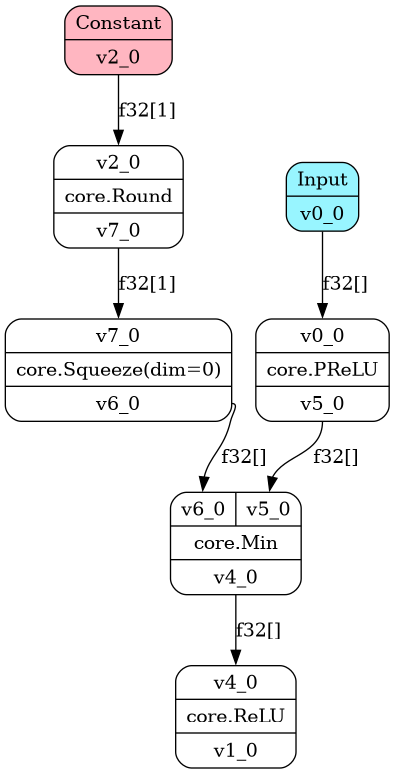 Constant
v2_0
f32[1]
v2_0
core.Round
v7_0
Input
v0_0
f32[1]
f32[]
v7_0
core.Squeeze(dim=0)
v6_0
v0_0
core.PReLU
v5_0
f32[]
f32[]
v6_0 v5_0
core.Min
v4_0
f32[]
v4_0
core.ReLU
v1_0